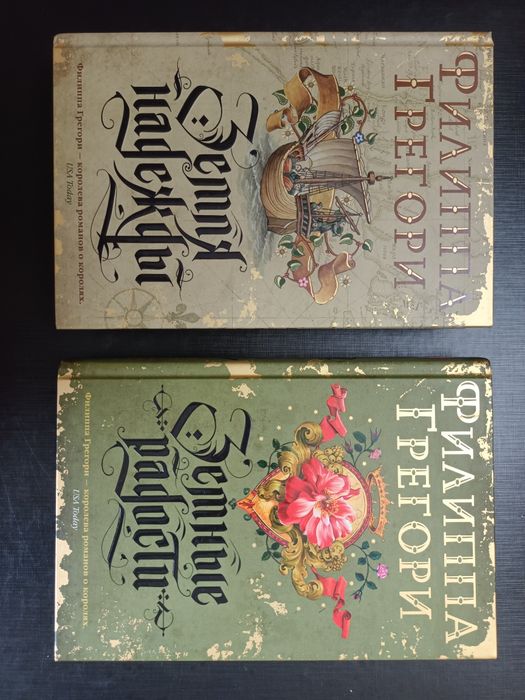 ФИЛИППА
ГРЕГОРИ
Земля
надежды
Филиппа Грегори — королева романов о королях.
USA Today
ФИЛИППА
ГРЕГОРИ
Земные
радости
Филиппа Грегори — королева романов о королях.
USA Today